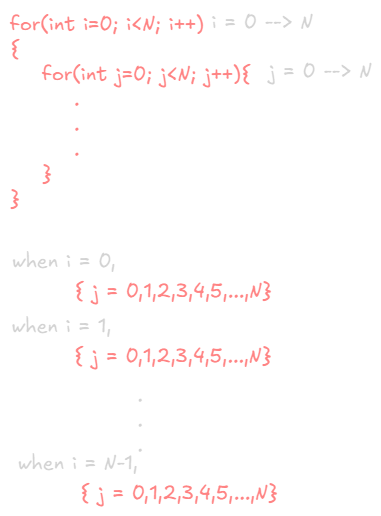 for(int i=0; i<N; i++) i = 0 --> N
{
for(int j=0; j<N; j++){ j = 0 --> N
.
.
.
}
}
when i = 0,
{ j = 0,1,2,3,4,5,...,N}
when i = 1,
{ j = 0,1,2,3,4,5,...,N}
.
.
.
when i = N-1,
{ j = 0,1,2,3,4,5,...,N}